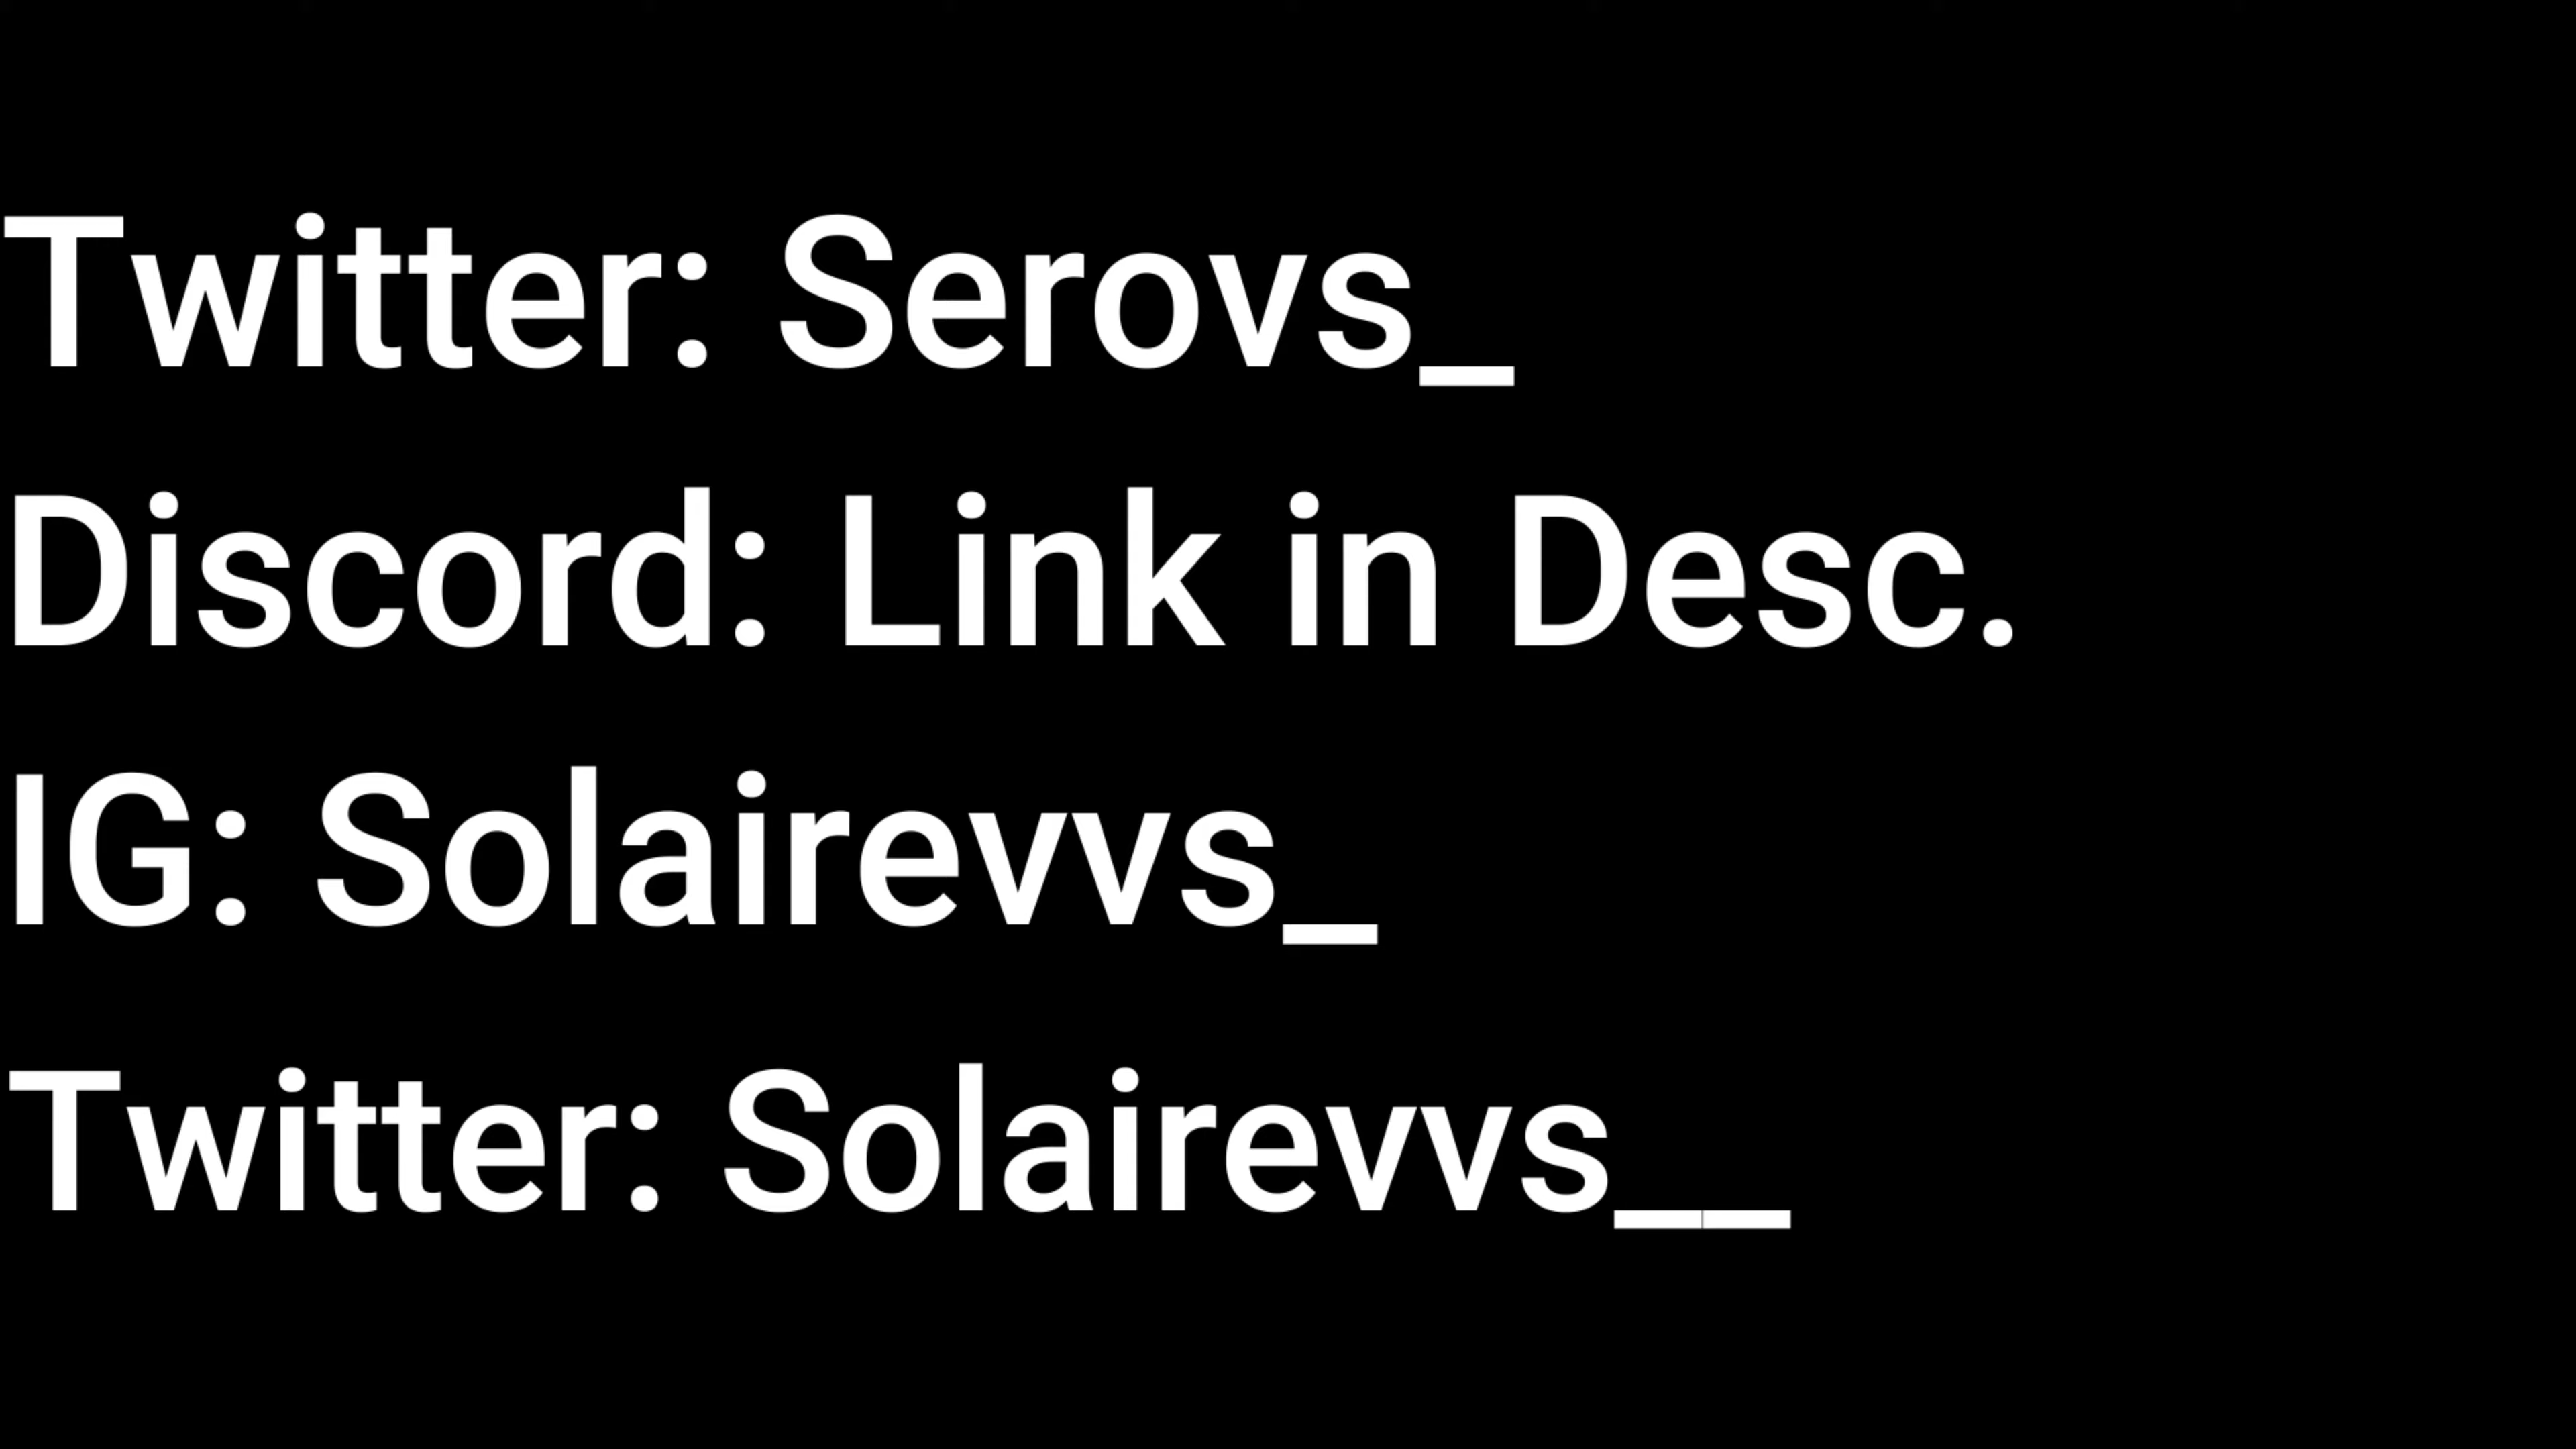 Twitter: Serovs_
Discord: Link in Desc.
IG: Solairevvs_
Twitter: Solairevvs__